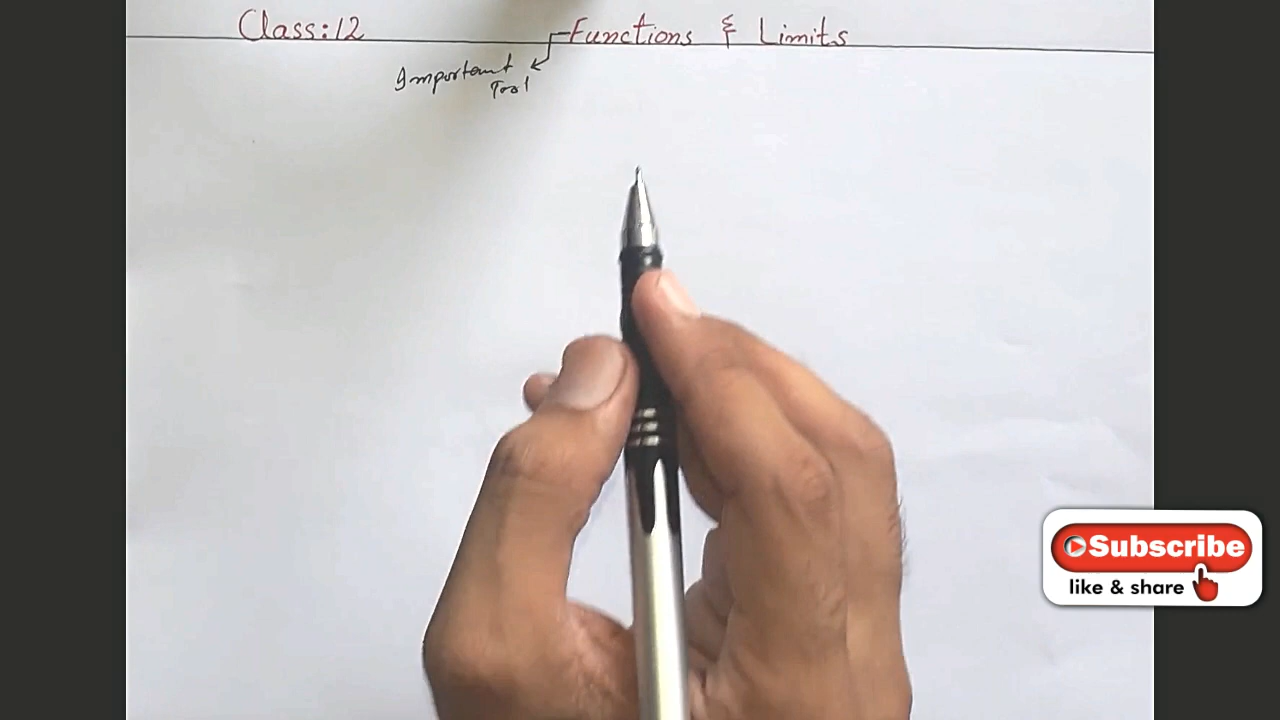 Class:12
Functions & Limits
Important
Tool
Subscribe
like & share